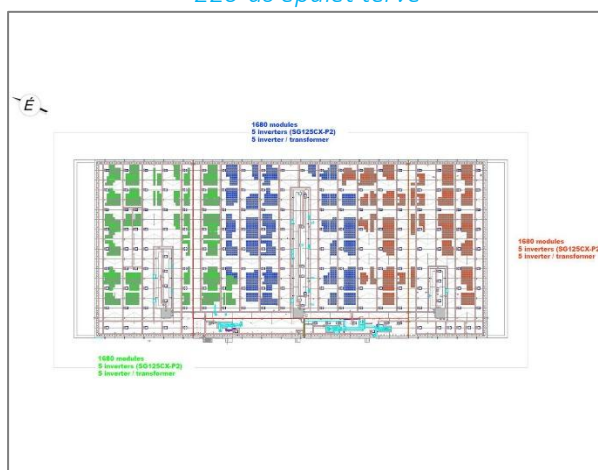 É
1680 modules
5 inverters (SG125CX-P2)
5 inverter / transformer
1680 modules
5 inverters (SG125CX-P2
5 inverter / transformer
1680 modules
5 inverters (SG125CX-P2)
5 inverter / transformer